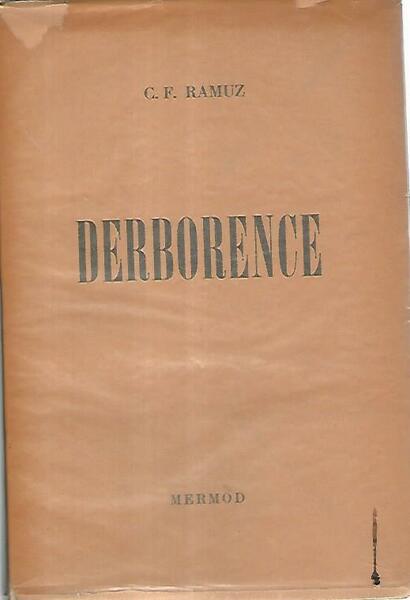 C. F. RAMUZ
DERBORENCE
MERMOD